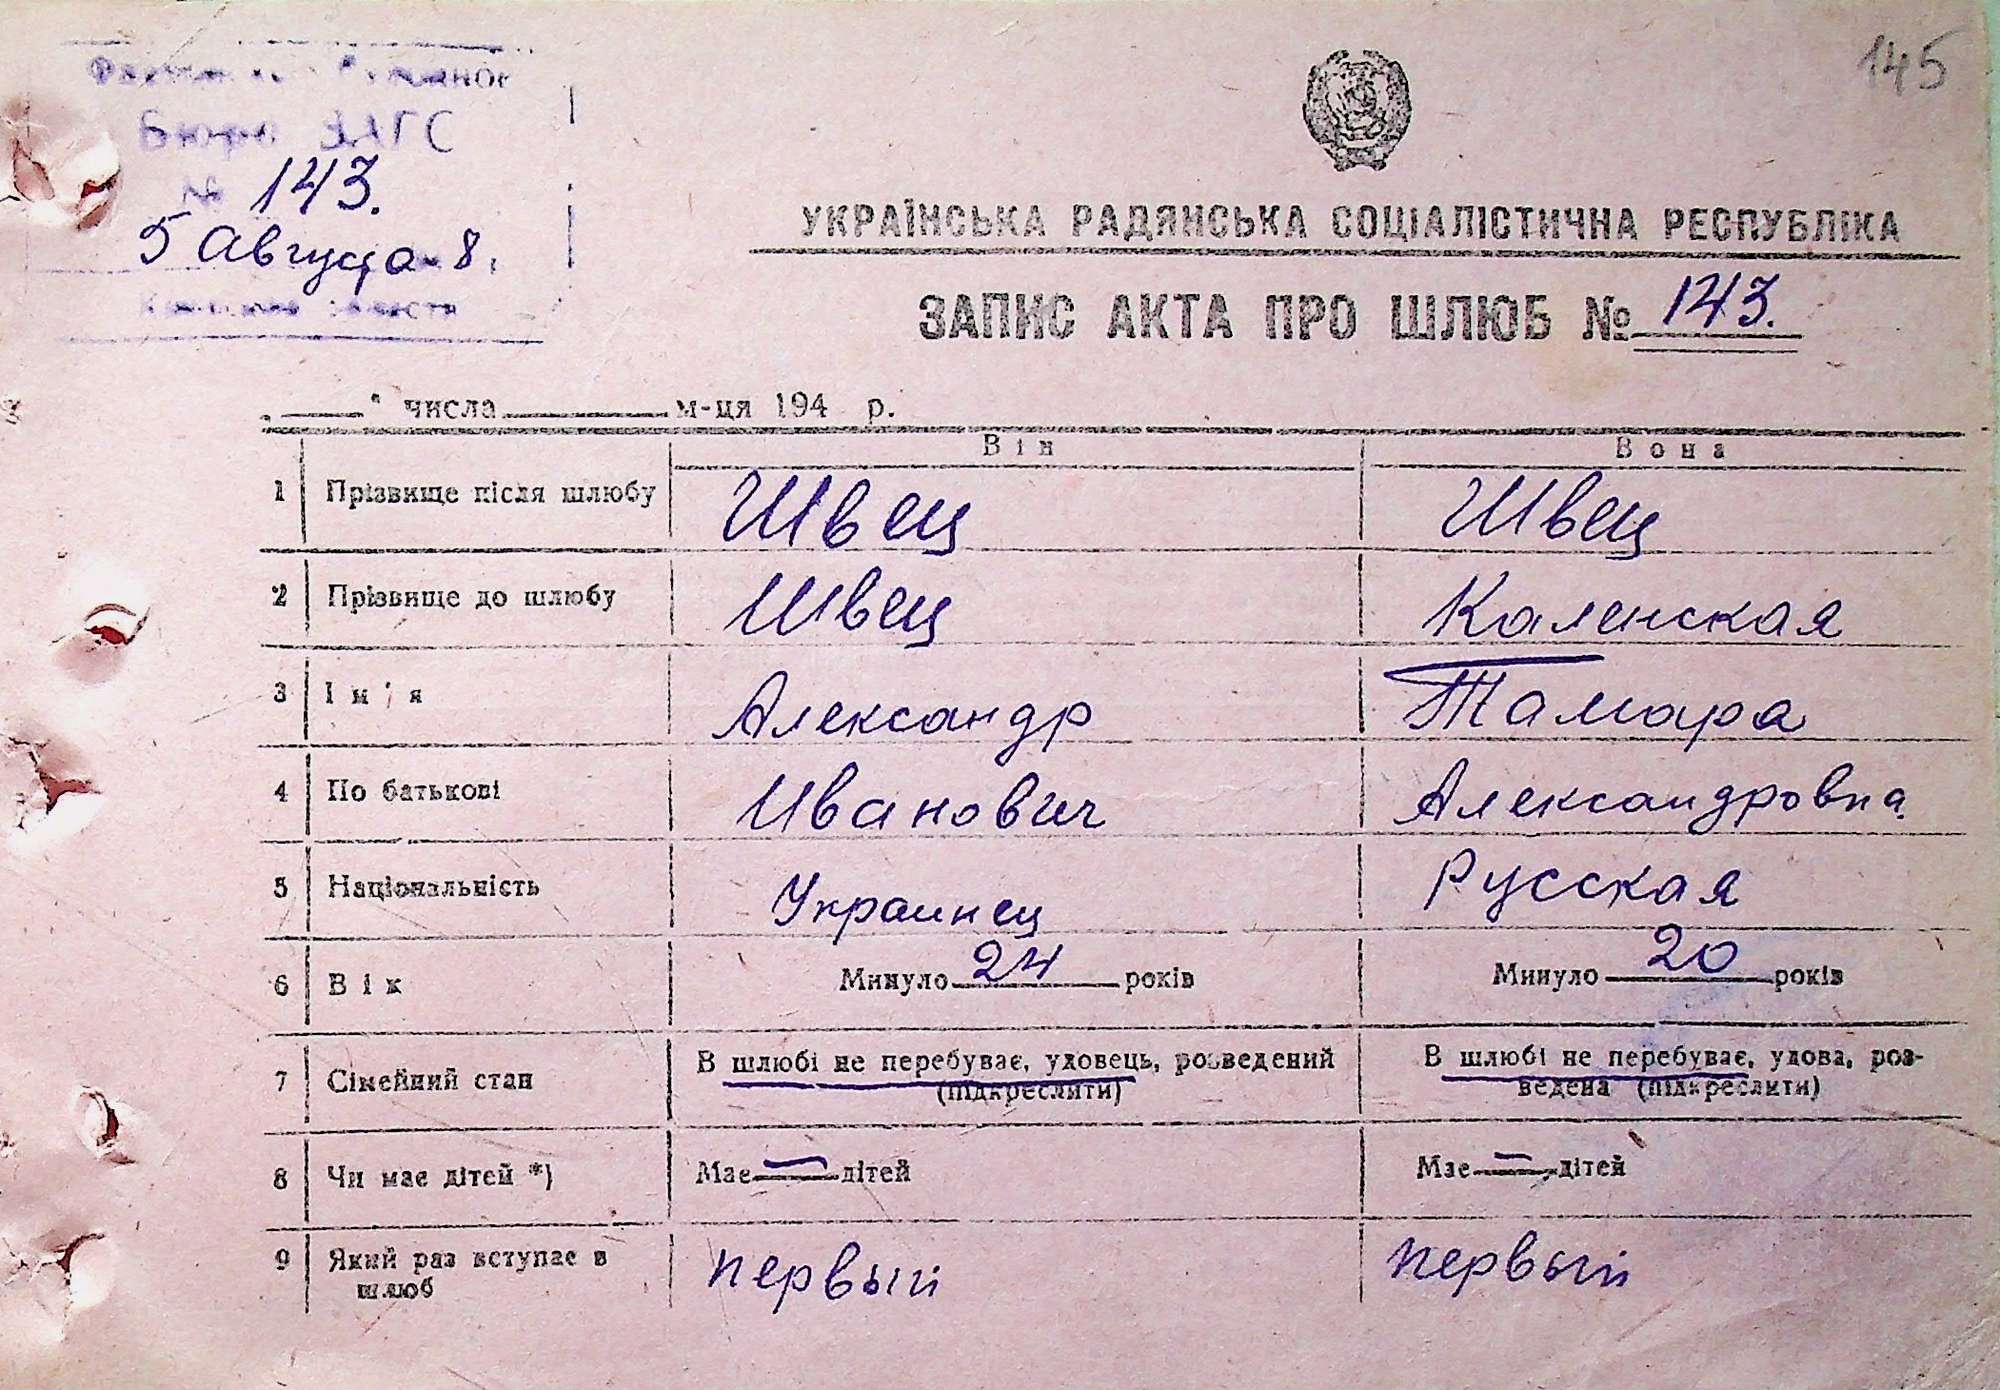 145
Бюро ЗАГС
№ 143.
5 Августа 8.
области
УКРАЇНСЬКА РАДЯНСЬКА СОЦІАЛІСТИЧНА РЕСПУБЛІКА
ЗАПИС АКТА ПРО ШЛЮБ № 143.
„ " числа м-ця 194 р.
Він Вона
1 Прізвище після шлюбу Швец Швец
2 Прізвище до шлюбу Швец Каленская
3 Ім'я Александр Тамара
4 По батькові Иванович Александровна
5 Національність Украинец Русская
6 Вік Минуло 24 років Минуло 20 років
7 Сімейний стан В шлюбі не перебуває, удовець, розведений (підкреслити) В шлюбі не перебуває, удова, роз-
ведена (підкреслити)
8 Чи має дітей *) Має — дітей Має — дітей
9 Який раз вступає в шлюб первый первый